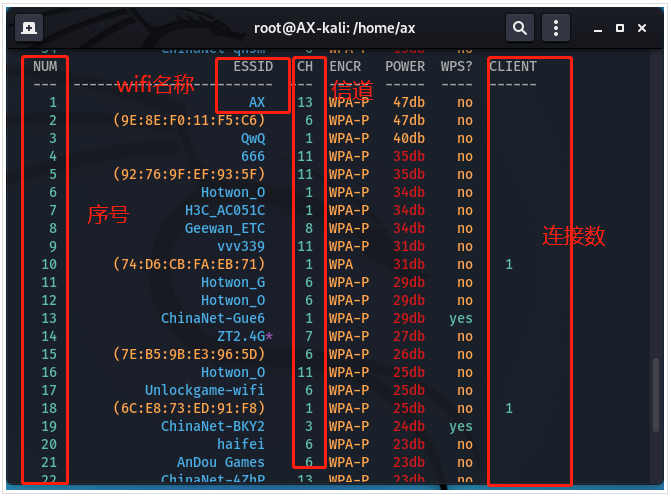 root@AX-kali: /home/ax
NUM ESSID CH ENCR POWER WPS? CLIENT
wifi名称
信道
--- ------------------------- --- ------ ----- ---- ------
1 AX 13 WPA-P 47db no
2 (9E:8E:F0:11:F5:C6) 6 WPA-P 47db no
3 QwQ 1 WPA-P 40db no
4 666 11 WPA-P 35db no
5 (92:76:9F:EF:93:5F) 11 WPA-P 35db no
6 Hotwon_O 1 WPA-P 34db no
序号
7 H3C_AC051C 1 WPA-P 34db no
8 Geewan_ETC 8 WPA-P 34db no
连接数
9 vvv339 11 WPA-P 31db no
10 (74:D6:CB:FA:EB:71) 1 WPA 31db no 1
11 Hotwon_G 6 WPA-P 29db no
12 Hotwon_O 6 WPA-P 29db no
13 ChinaNet-Gue6 1 WPA-P 29db yes
14 ZT2.4G* 7 WPA-P 27db no
15 (7E:B5:9B:E3:96:5D) 6 WPA-P 26db no
16 Hotwon_O 11 WPA-P 25db no
17 Unlockgame-wifi 6 WPA-P 25db no
18 (6C:E8:73:ED:91:F8) 1 WPA-P 25db no 1
19 ChinaNet-BKY2 3 WPA-P 24db yes
20 haifei 6 WPA-P 23db no
21 AnDou Games 6 WPA-P 23db no
22 ChinaNet-4ZhP 13 WPA-P 23db no